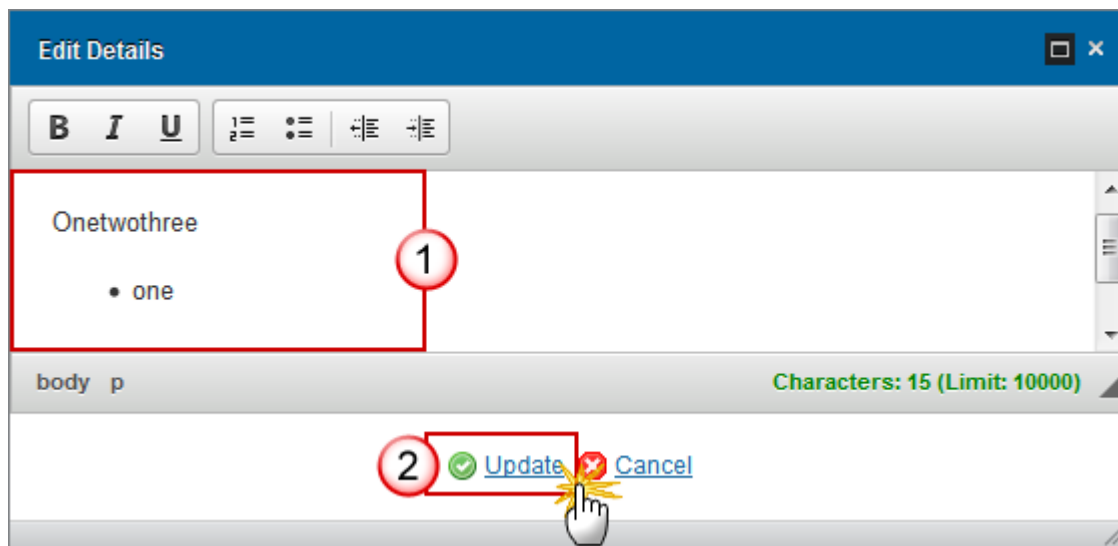 Edit Details
B I U
Onetwothree
1
• one
body p Characters: 15 (Limit: 10000)
2 Update Cancel